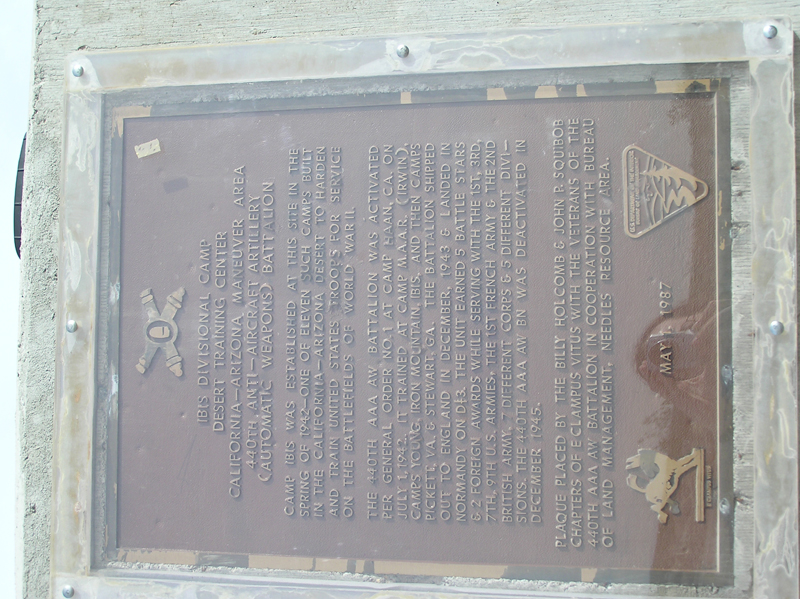 IBIS DIVISIONAL CAMP
DESERT TRAINING CENTER
CALIFORNIA-ARIZONA MANEUVER AREA
440TH ANTI-AIRCRAFT ARTILLERY
(AUTOMATIC WEAPONS) BATTALION
CAMP IBIS WAS ESTABLISHED AT THIS SITE IN THE
SPRING OF 1942-ONE OF ELEVEN SUCH CAMPS BUILT
IN THE CALIFORNIA-ARIZONA DESERT TO HARDEN
AND TRAIN UNITED STATES TROOPS FOR SERVICE
ON THE BATTLEFIELDS OF WORLD WAR II.
THE 440TH AAA AW BATTALION WAS ACTIVATED
PER GENERAL ORDER NO. 1 AT CAMP HAAN, CA. ON
JULY 1, 1942. IT TRAINED AT CAMP M.A.A.R. (IRWIN),
CAMPS YOUNG, IRON MOUNTAIN, IBIS, AND THEN CAMPS
PICKETT, VA. & STEWART, GA. THE BATTALION SHIPPED
OUT TO ENGLAND IN DECEMBER, 1943 & LANDED IN
NORMANDY ON D+3. THE UNIT EARNED 5 BATTLE STARS
& 2 FOREIGN AWARDS WHILE SERVING WITH THE 1ST, 3RD,
7TH, 9TH U.S. ARMIES, THE 1ST FRENCH ARMY & THE 2ND
BRITISH ARMY, 7 DIFFERENT CORPS & 5 DIFFERENT DIVI-
SIONS. THE 440TH AAA AW BN WAS DEACTIVATED IN
DECEMBER 1945.
PLAQUE PLACED BY THE BILLY HOLCOMB & JOHN P. SQUIBOB
CHAPTERS OF E CLAMPUS VITUS WITH THE VETERANS OF THE
440TH AAA AW BATTALION IN COOPERATION WITH BUREAU
OF LAND MANAGEMENT, NEEDLES RESOURCE AREA.
MAY 1987